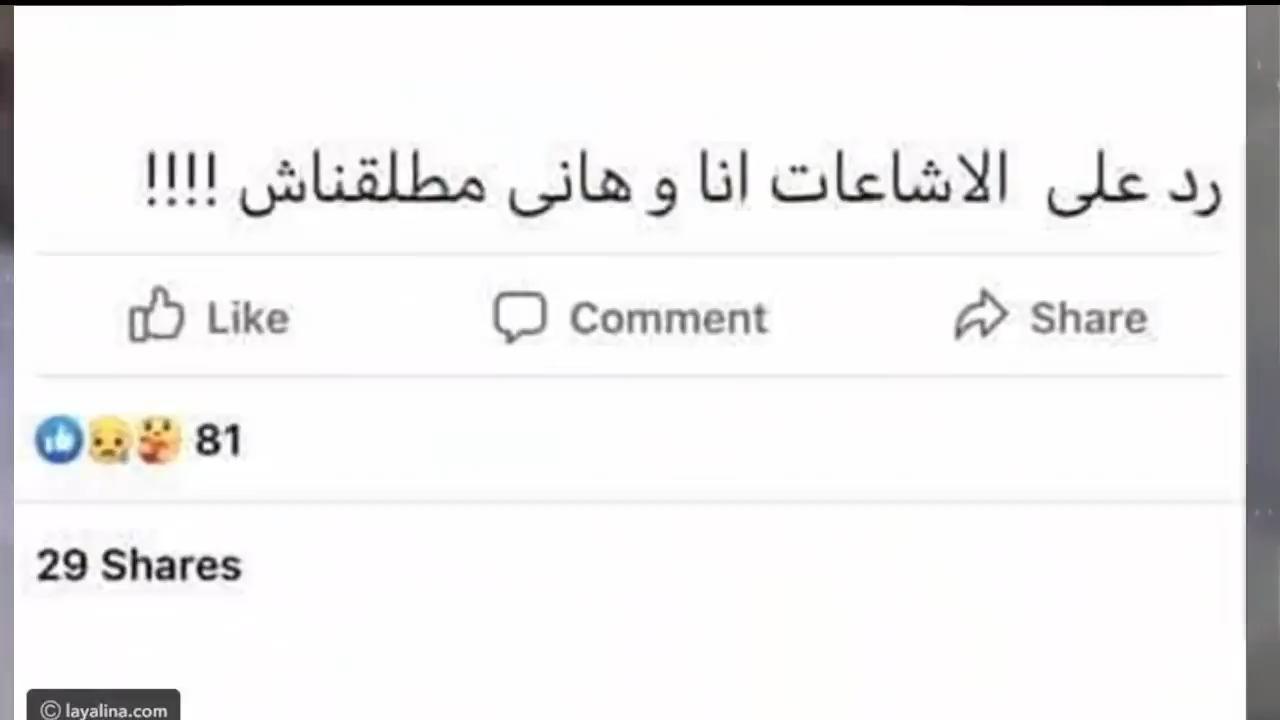 رد على الاشاعات انا و هانى مطلقناش !!!!
Like Comment Share
81
29 Shares
© layalina.com